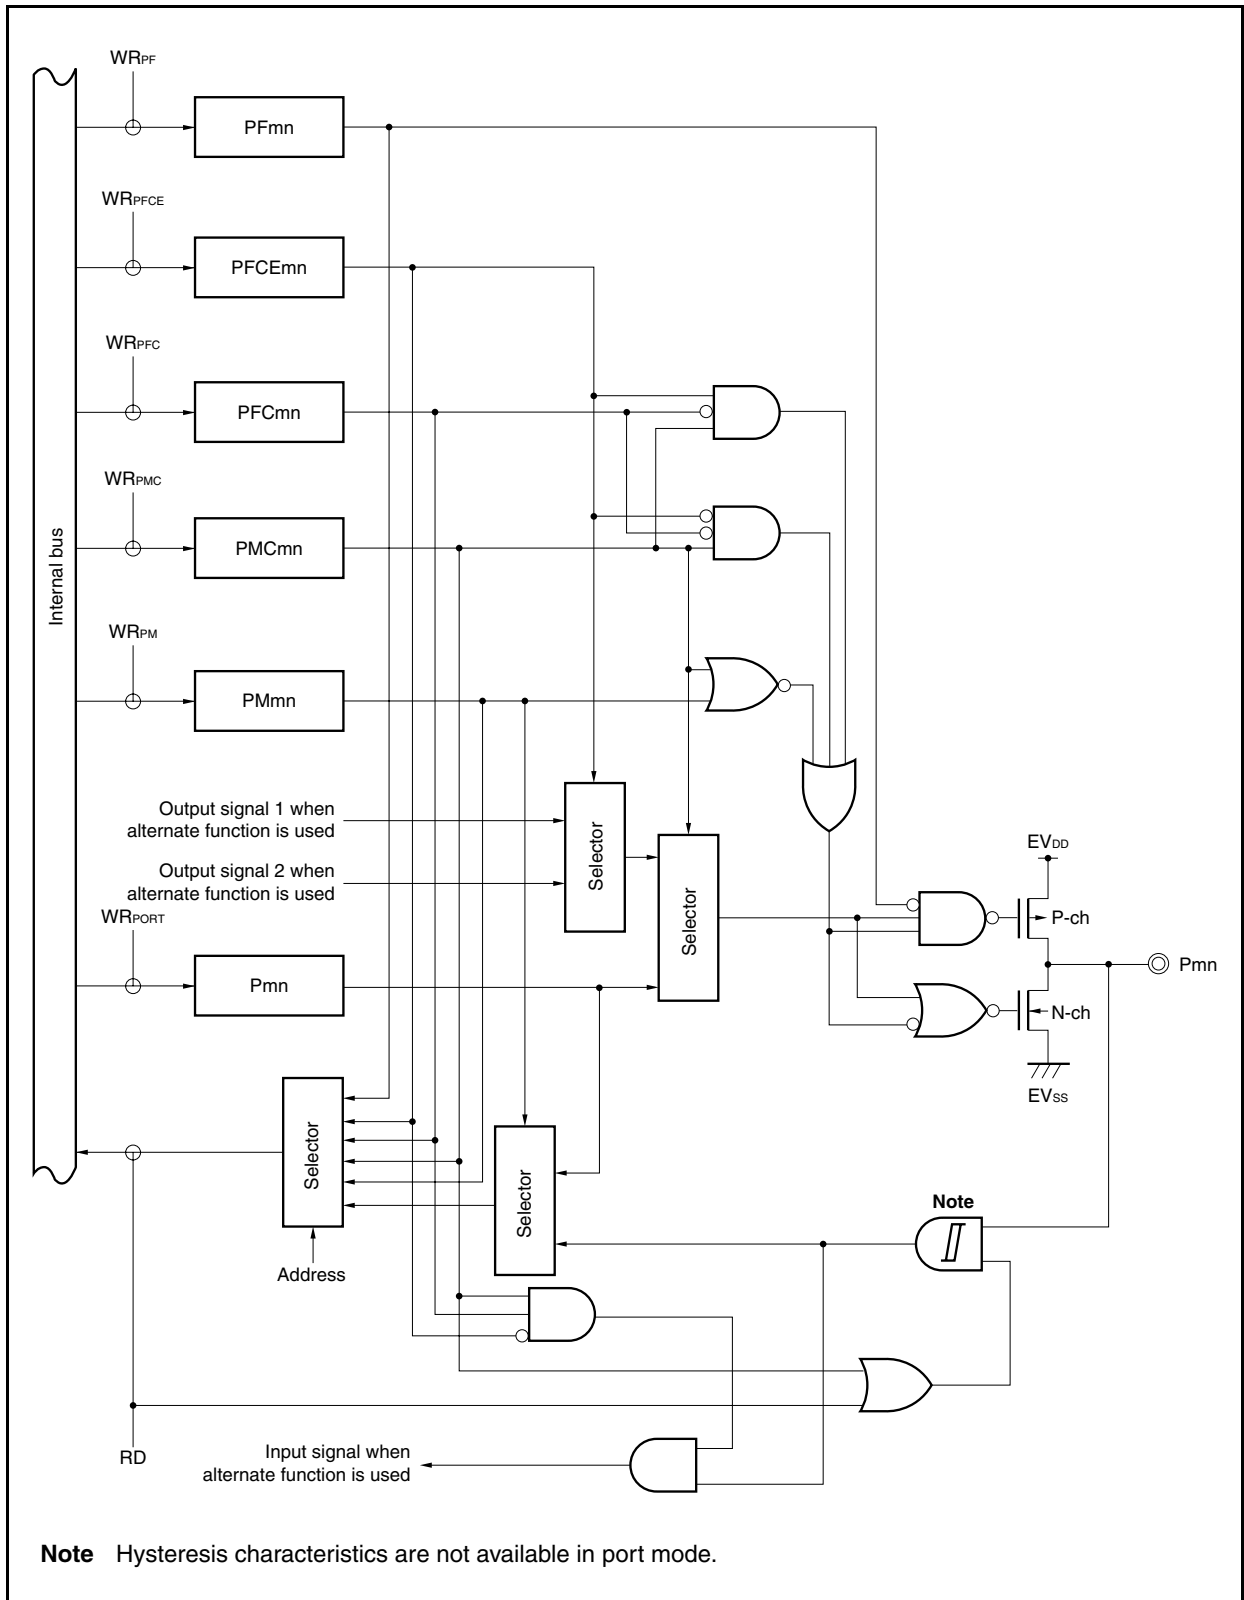 WRPF
PFmn
WRPFCE
PFCEmn
WRPFC
PFCmn
WRPMC
PMCmn
Internal bus
WRPM
PMmn
Output signal 1 when
alternate function is used
Output signal 2 when
alternate function is used
Selector
Selector
EVDD
P-ch
WRPORT
Pmn
Pmn
N-ch
EVSS
Selector
Selector
Address
Note
RD
Input signal when
alternate function is used
Note Hysteresis characteristics are not available in port mode.